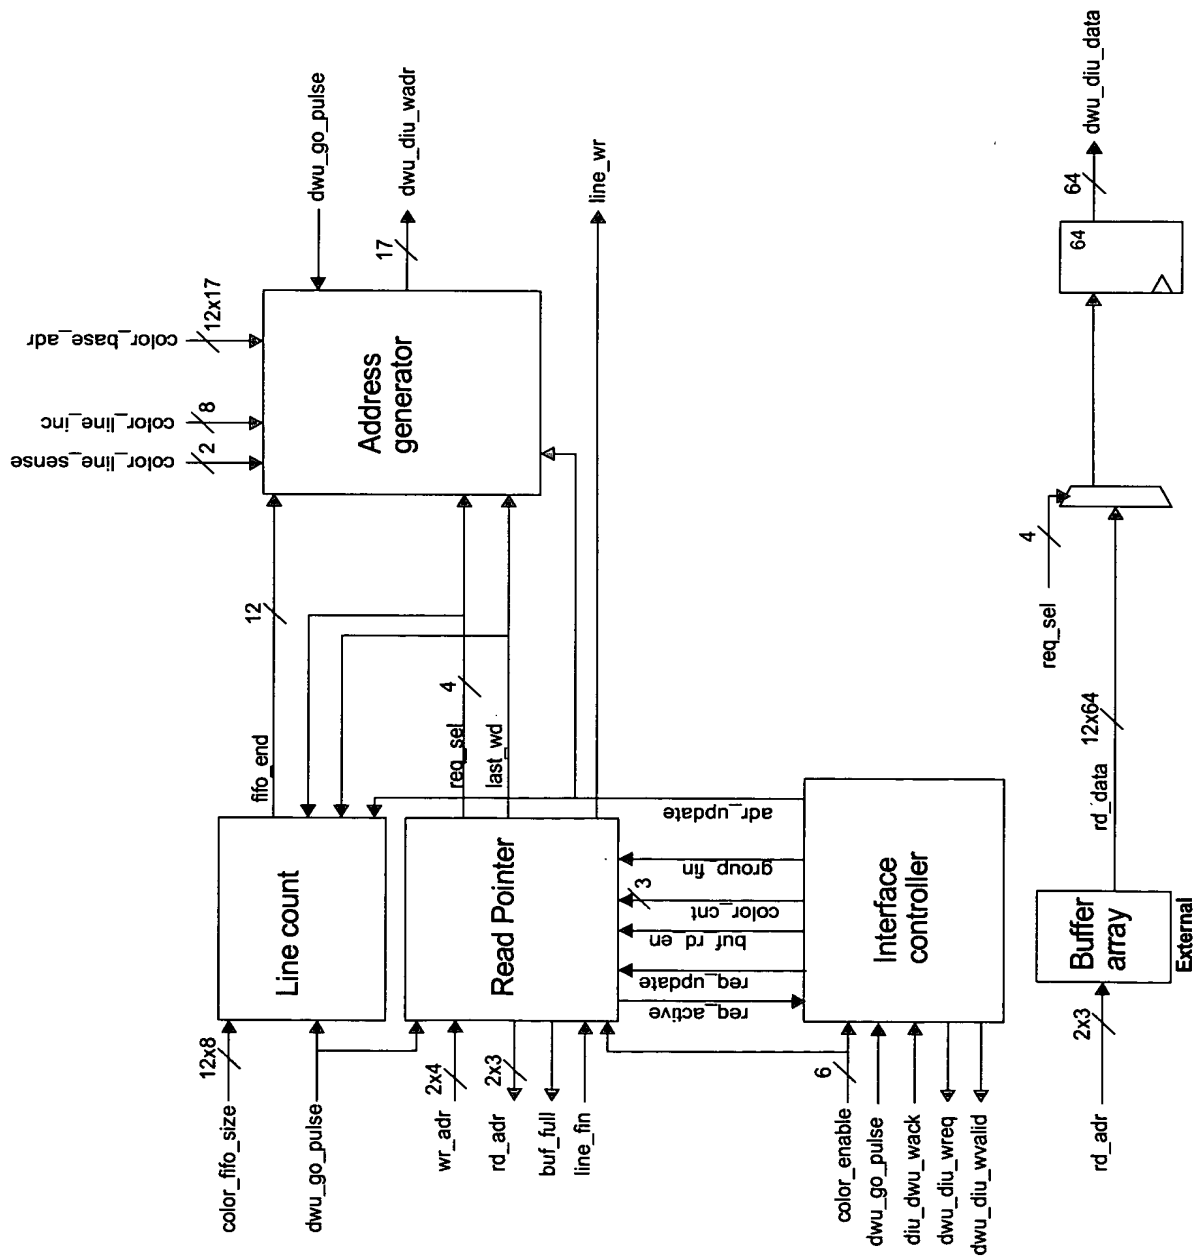 color_line_sense
2
color_line_inc
8
color_base_adr
12x17
dwu_go_pulse
Address
generator
17
dwu_diu_wadr
fifo_end
12
req_sel
4
last_wd
line_wr
color_fifo_size
12x8
dwu_go_pulse
Line count
wr_adr
2x4
rd_adr
2x3
buf_full
line_fin
Read Pointer
req_active
req_update
buf_rd_en
color_cnt
3
group_fin
adr_update
color_enable
6
dwu_go_pulse
diu_dwu_wack
dwu_diu_wreq
dwu_diu_wvalid
Interface
controller
rd_adr
2x3
Buffer
array
External
rd_data
12x64
req_sel
4
64
64
dwu_diu_data